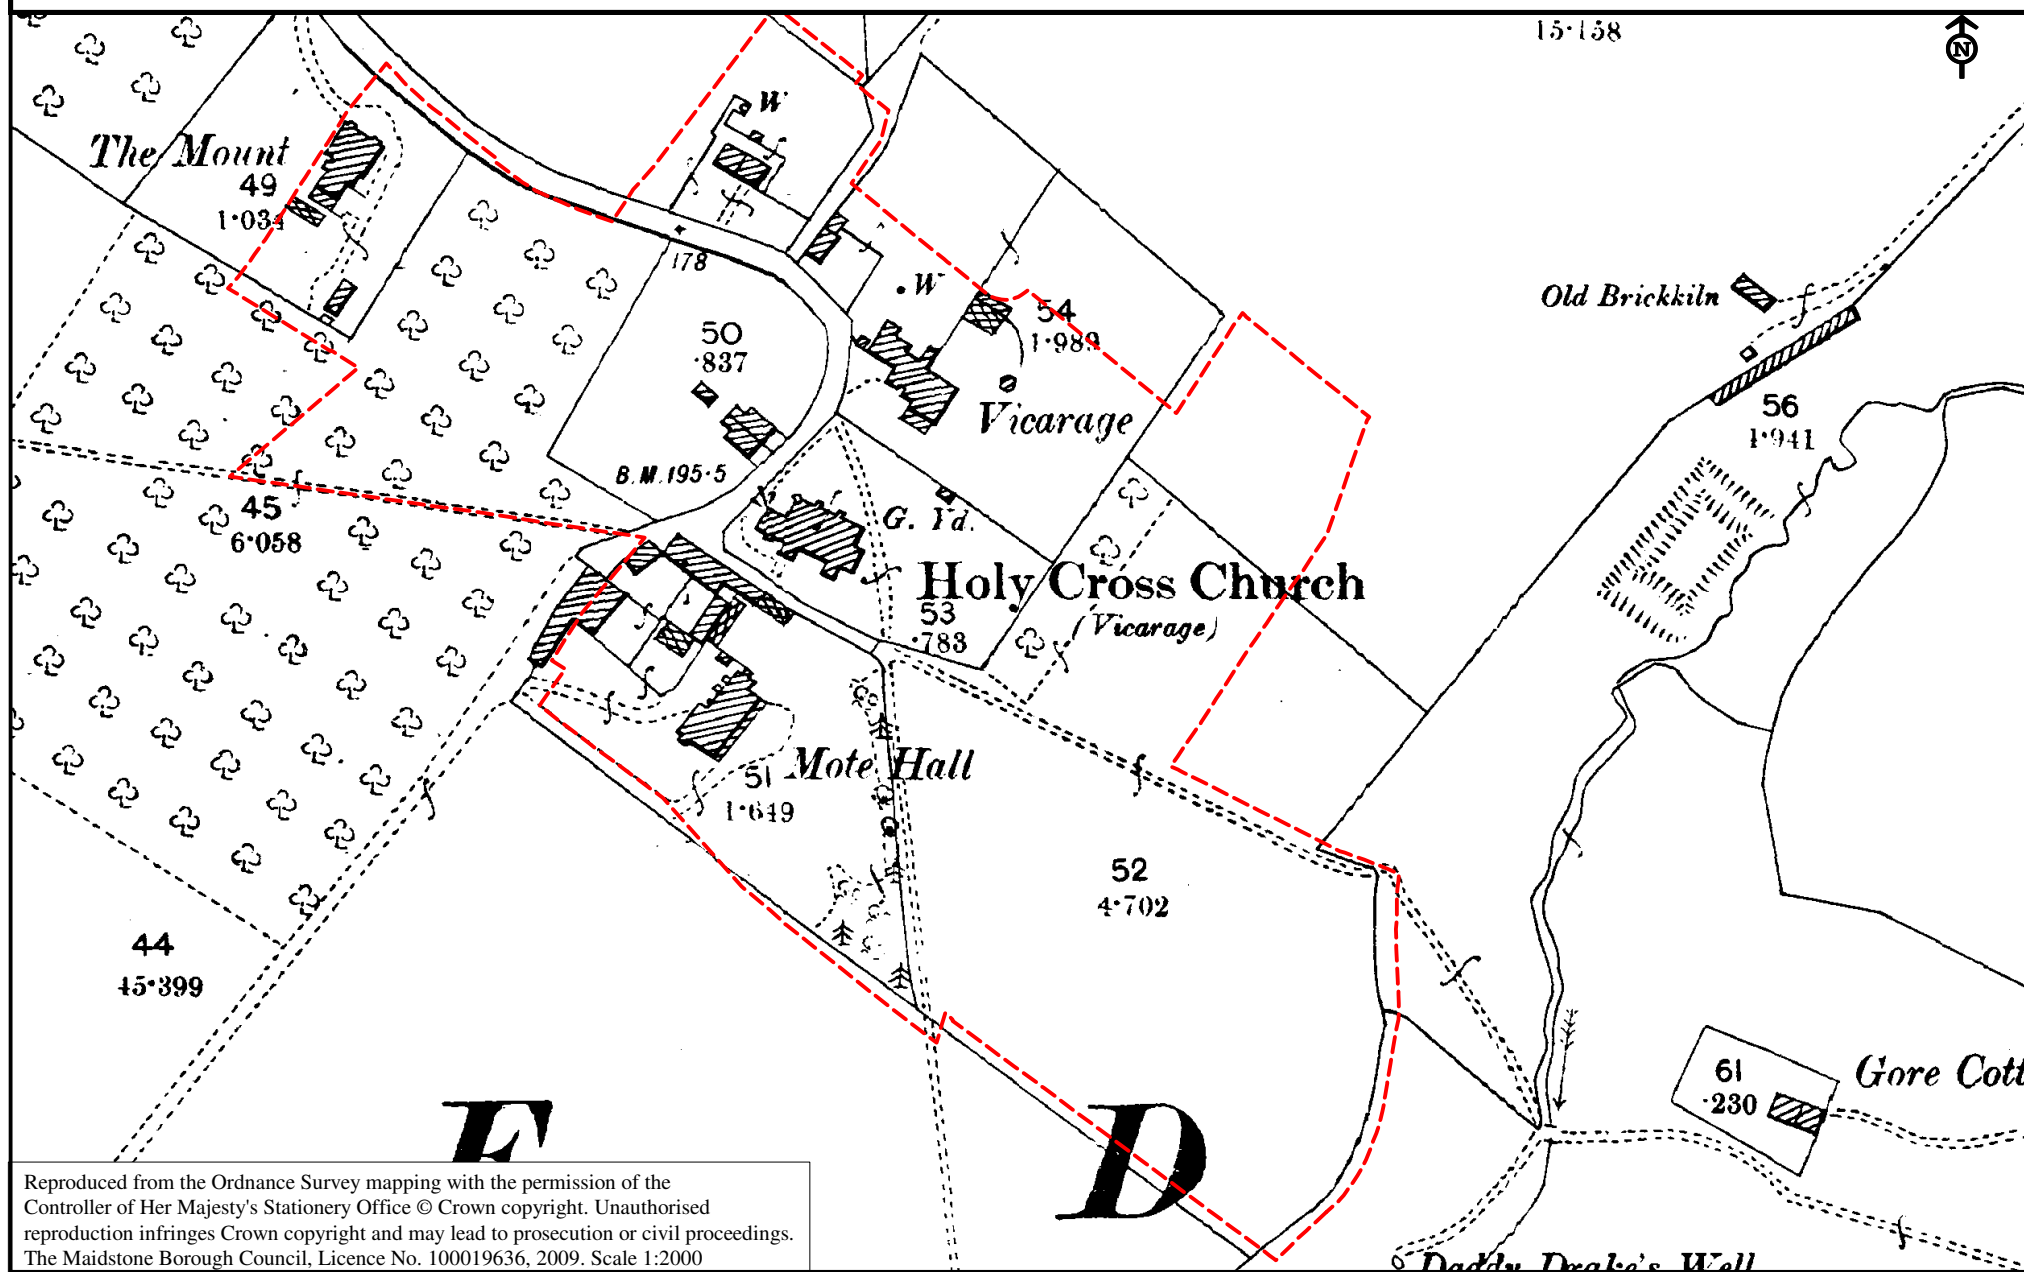 15·158
N
W
The Mount
49
1·034
178
W
54
1·989
Old Brickkiln
50
·837
56
1·941
Vicarage
B.M.195·5
G. Yd.
45
6·058
Holy Cross Church
53
(Vicarage)
·783
Mote Hall
51
1·649
52
4·702
44
15·399
61
·230
Gore Cott
E D
Reproduced from the Ordnance Survey mapping with the permission of the
Controller of Her Majesty's Stationery Office © Crown copyright. Unauthorised
reproduction infringes Crown copyright and may lead to prosecution or civil proceedings.
The Maidstone Borough Council, Licence No. 100019636, 2009. Scale 1:2000
Daddy Drake's Well